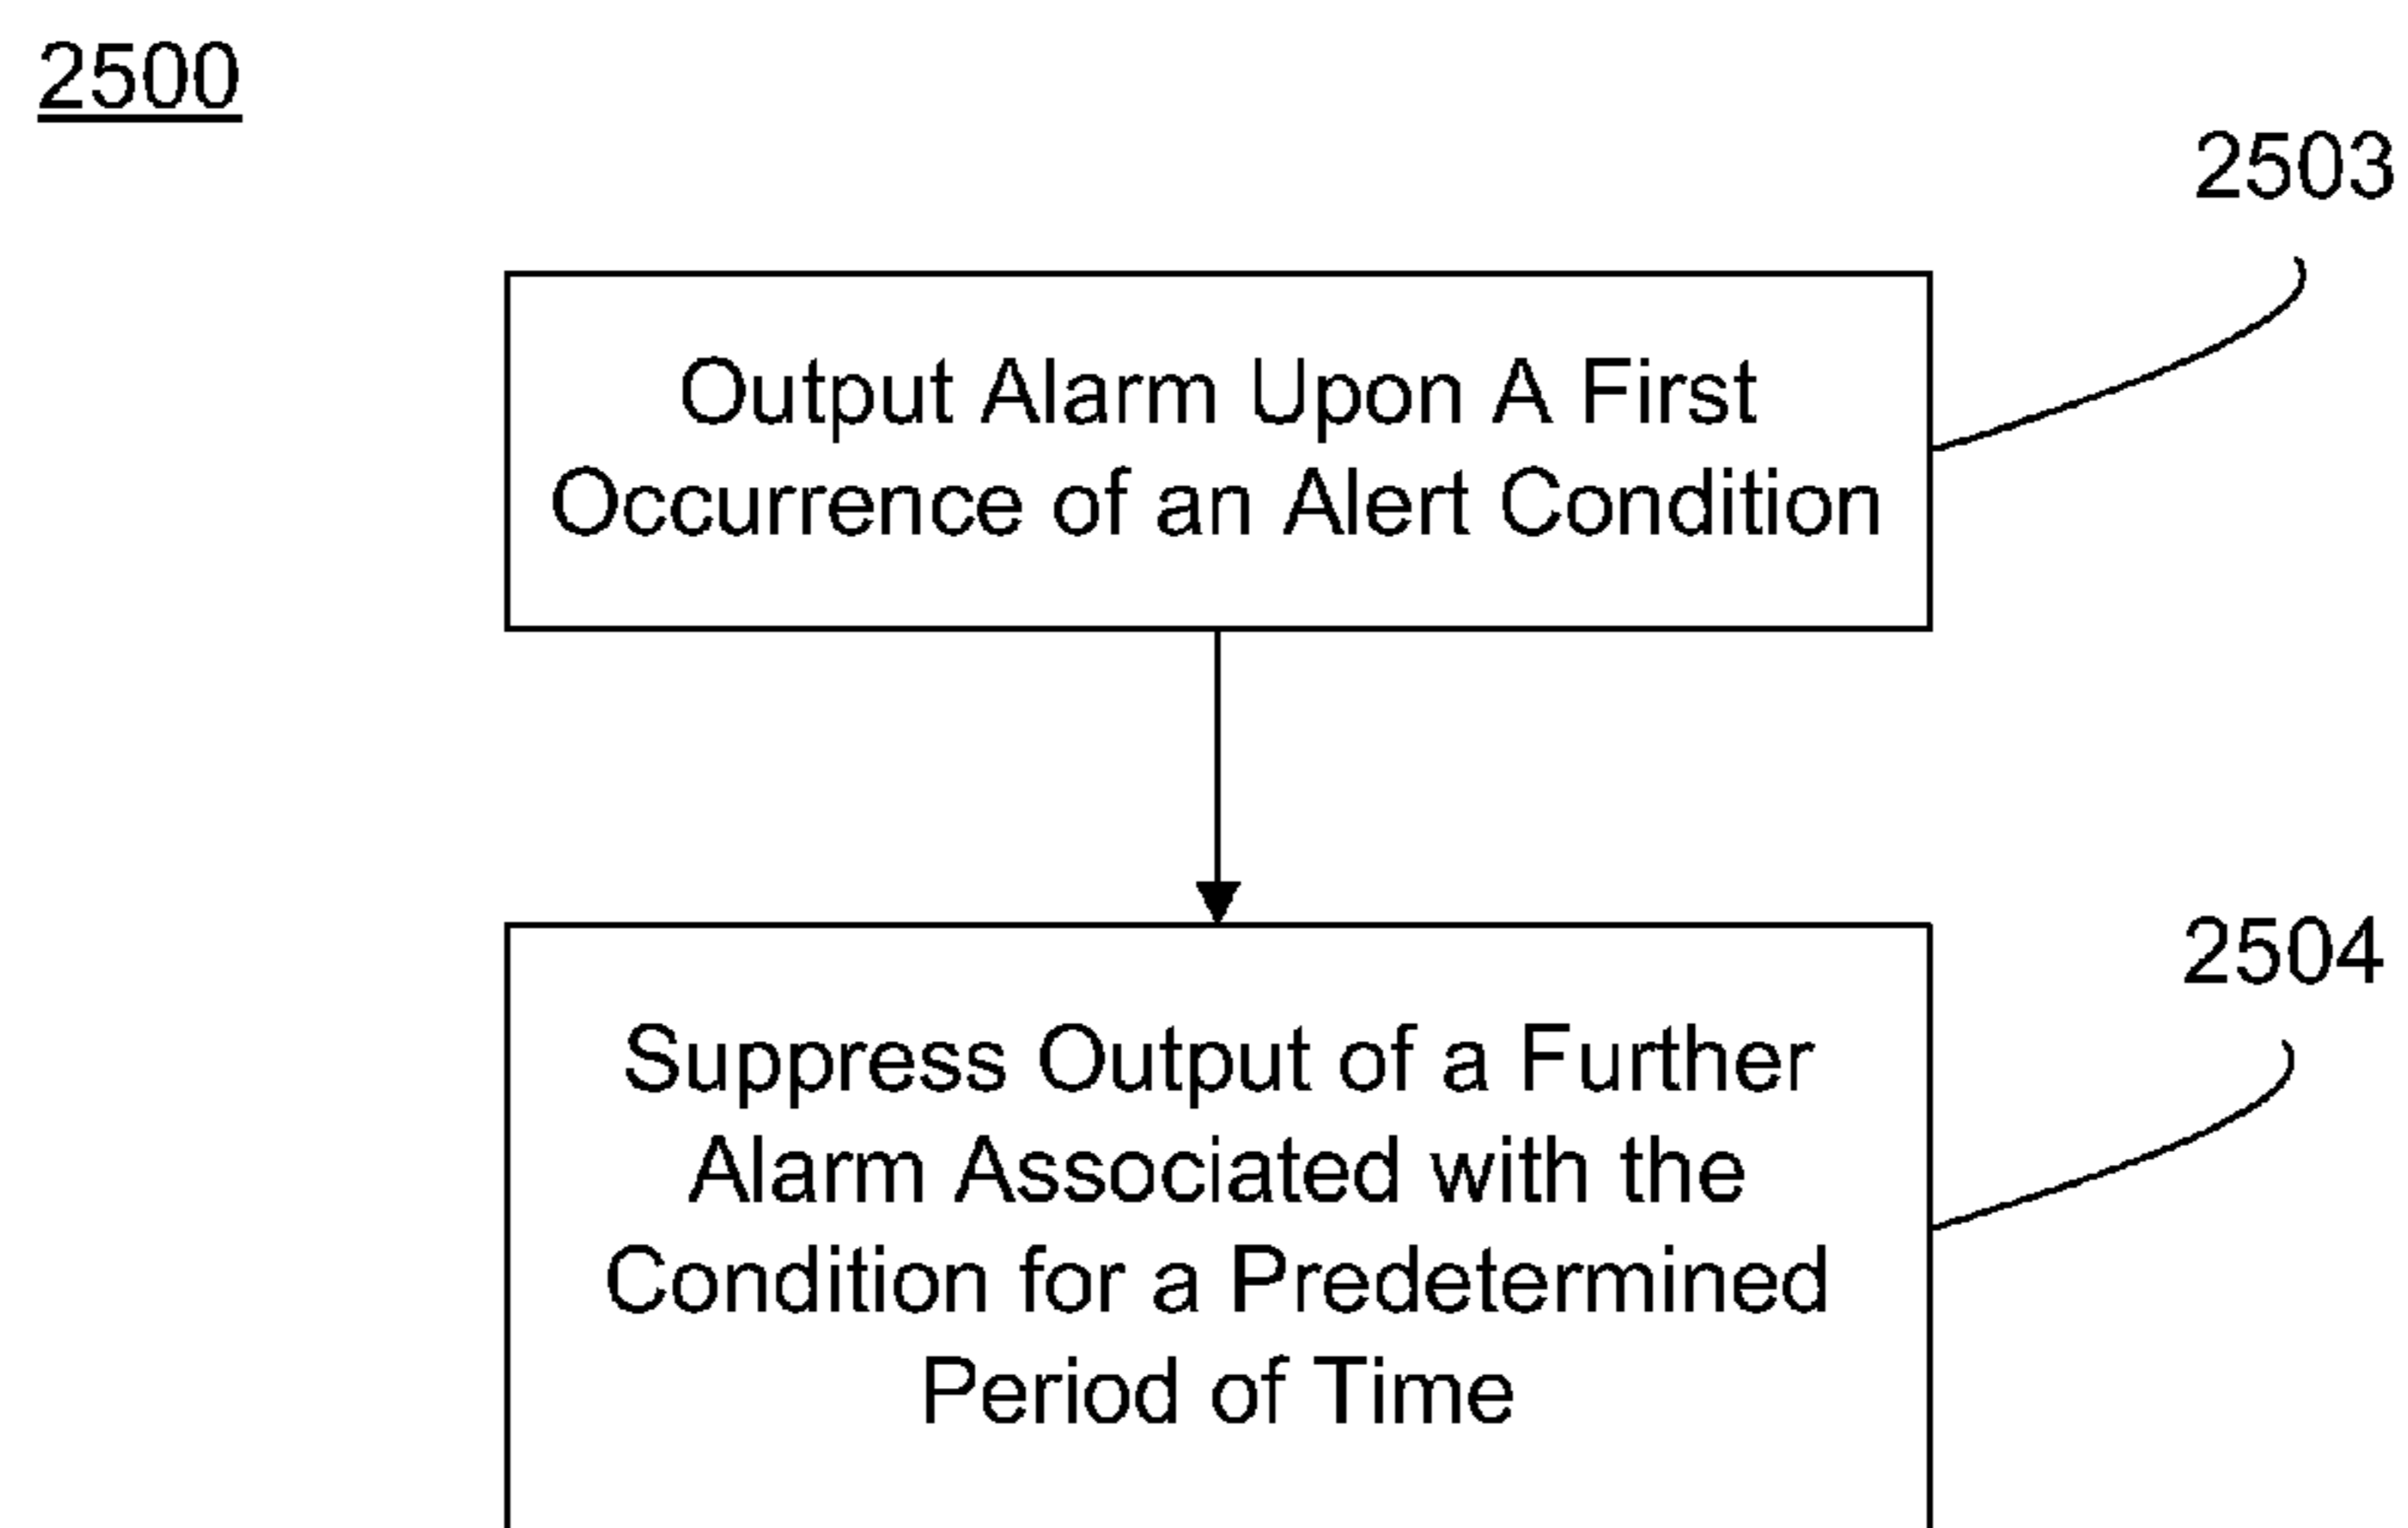 2500
2503
Output Alarm Upon A First
Occurrence of an Alert Condition
2504
Suppress Output of a Further
Alarm Associated with the
Condition for a Predetermined
Period of Time